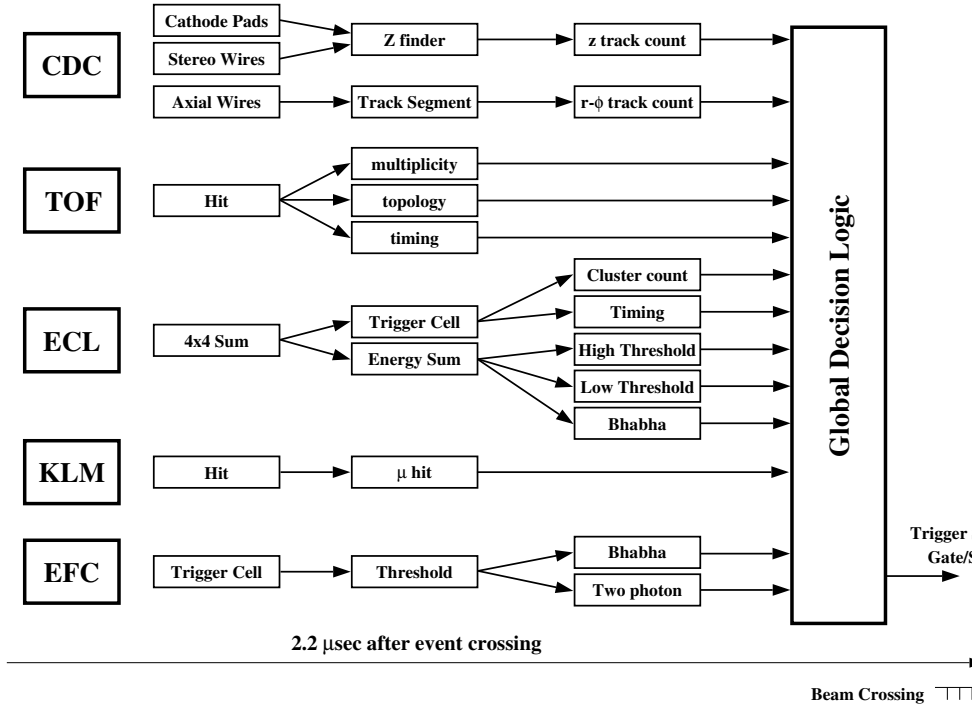 CDC
Cathode Pads
Stereo Wires
Z finder
z track count
Axial Wires
Track Segment
r-ϕ track count
TOF
Hit
multiplicity
topology
timing
ECL
4x4 Sum
Trigger Cell
Energy Sum
Cluster count
Timing
High Threshold
Low Threshold
Bhabha
KLM
Hit
μ hit
EFC
Trigger Cell
Threshold
Bhabha
Two photon
Global Decision Logic
Trigger
Gate/S
2.2 μsec after event crossing
Beam Crossing